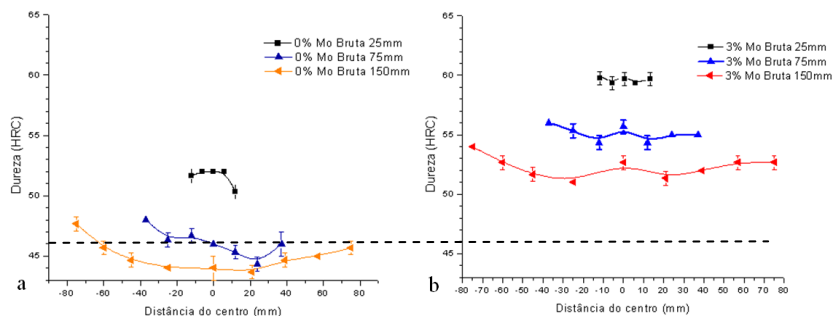 65
60
55
50
45
Dureza (HRC)
0% Mo Bruta 25mm
0% Mo Bruta 75mm
0% Mo Bruta 150mm
-80 -60 -40 -20 0 20 40 60 80
Distância do centro (mm)
a
65
60
55
50
45
Dureza (HRC)
3% Mo Bruta 25mm
3% Mo Bruta 75mm
3% Mo Bruta 150mm
-80 -70 -60 -50 -40 -30 -20 -10 0 10 20 30 40 50 60 70 80
Distância do centro (mm)
b